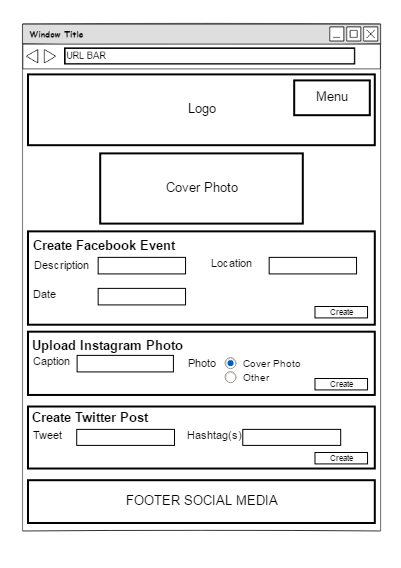 Window Title
URL BAR
Menu
Logo
Cover Photo
Create Facebook Event
Description
Location
Date
Create
Upload Instagram Photo
Caption
Photo
Cover Photo
Other
Create
Create Twitter Post
Tweet
Hashtag(s)
Create
FOOTER SOCIAL MEDIA